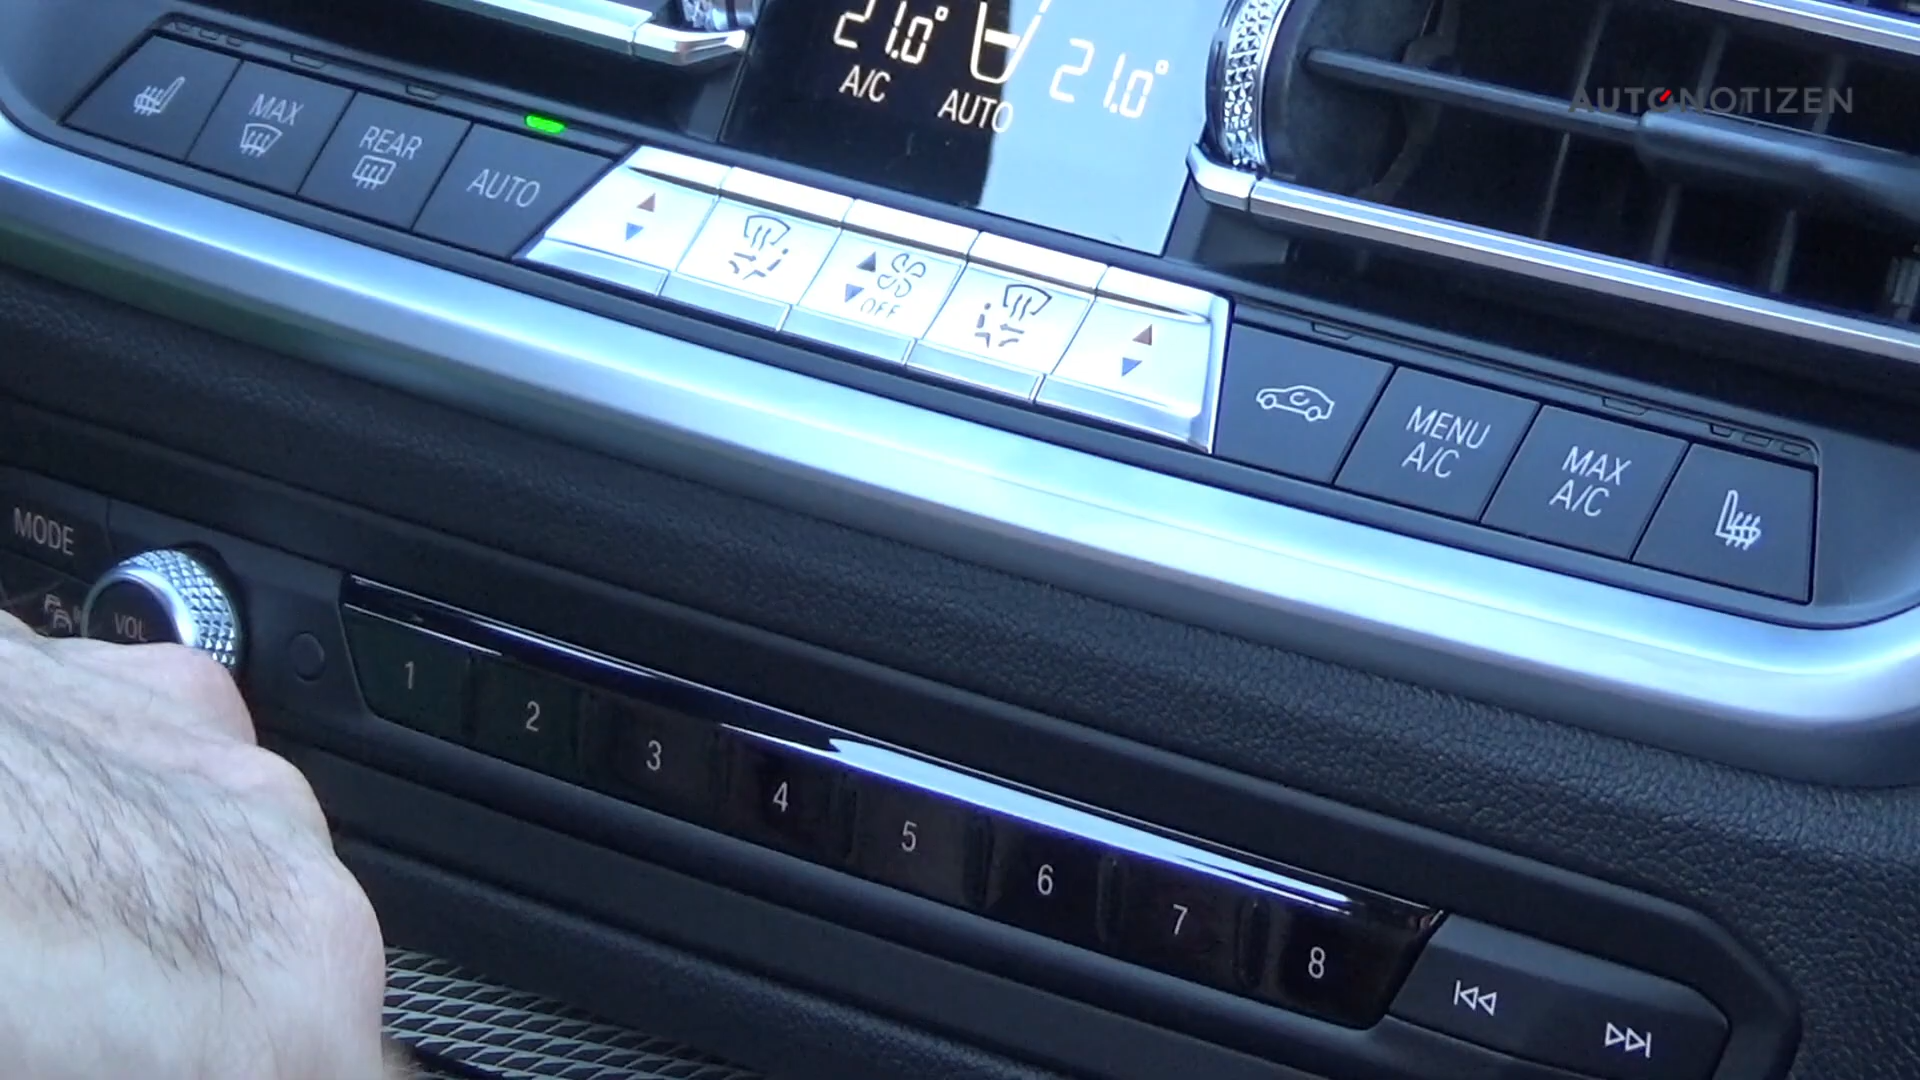 21.0°
21.0°
A/C
AUTO
AUTONOTIZEN
MAX
REAR
AUTO
OFF
MENU
A/C
MAX
A/C
MODE
VOL
1
2
3
4
5
6
7
8